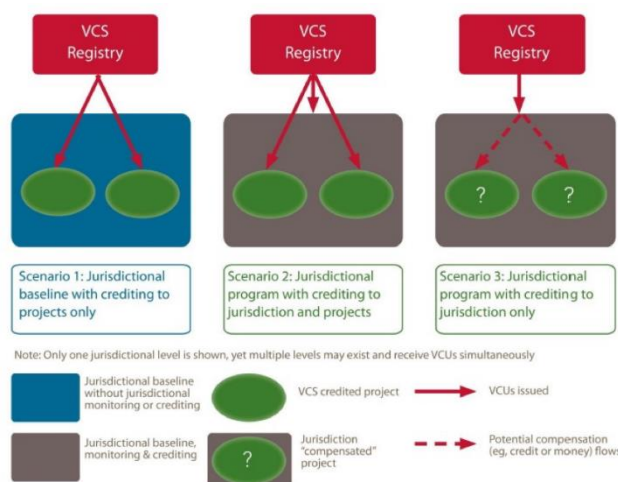 VCS
Registry
VCS
Registry
VCS
Registry
?
?
Scenario 1: Jurisdictional
baseline with crediting to
projects only
Scenario 2: Jurisdictional
program with crediting to
jurisdiction and projects
Scenario 3: Jurisdictional
program with crediting to
jurisdiction only
Note: Only one jurisdictional level is shown, yet multiple levels may exist and receive VCUs simultaneously
Jurisdictional baseline
without jurisdictional
monitoring or crediting
VCS credited project
VCUs issued
Jurisdictional baseline,
monitoring & crediting
?
Jurisdiction
"compensated"
project
Potential compensation
(eg, credit or money) flows